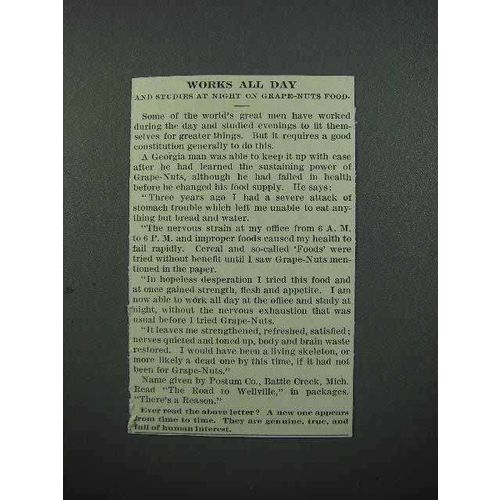 WORKS ALL DAY
AND STUDIES AT NIGHT ON GRAPE-NUTS FOOD.
Some of the world's great men have worked
during the day and studied evenings to fit them-
selves for greater things. But it requires a good
constitution generally to do this.
A Georgia man was able to keep it up with ease
after he had learned the sustaining power of
Grape-Nuts, although he had failed in health
before he changed his food supply. He says:
"Three years ago I had a severe attack of
stomach trouble which left me unable to eat any-
thing but bread and water.
"The nervous strain at my office from 6 A. M.
to 6 P. M. and improper foods caused my health to
fail rapidly. Cereal and so-called 'Foods' were
tried without benefit until I saw Grape-Nuts men-
tioned in the paper.
"In hopeless desperation I tried this food and
at once gained strength, flesh and appetite. I am
now able to work all day at the office and study at
night, without the nervous exhaustion that was
usual before I tried Grape-Nuts.
"It leaves me strengthened, refreshed, satisfied;
nerves quieted and toned up, body and brain waste
restored. I would have been a living skeleton, or
more likely a dead one by this time, if it had not
been for Grape-Nuts."
Name given by Postum Co., Battle Creek, Mich.
Read "The Road to Wellville," in packages.
"There's a Reason."
Ever read the above letter? A new one appears
from time to time. They are genuine, true, and
full of human interest.